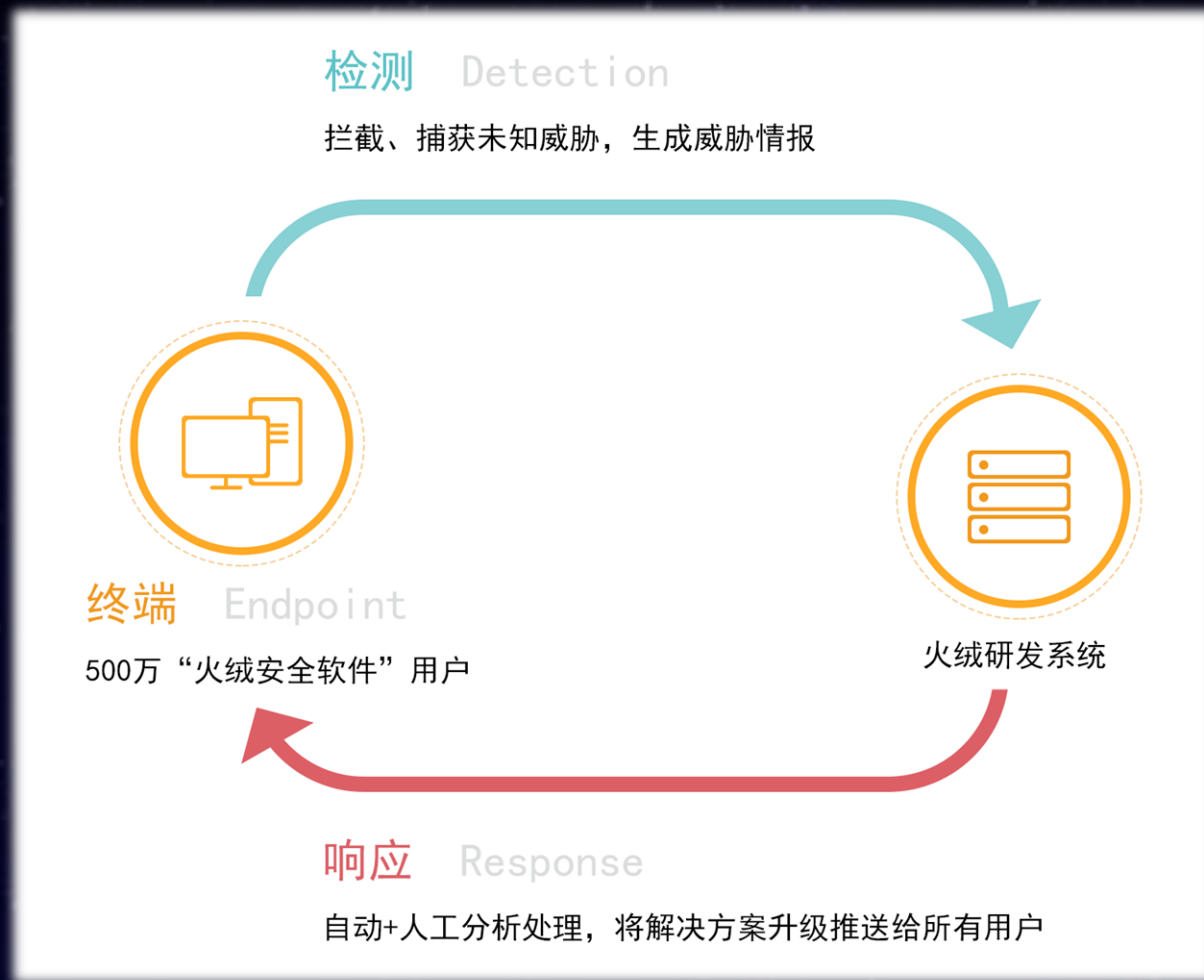 检测 Detection
拦截、捕获未知威胁，生成威胁情报
终端 Endpoint
500万“火绒安全软件”用户
火绒研发系统
响应 Response
自动+人工分析处理，将解决方案升级推送给所有用户